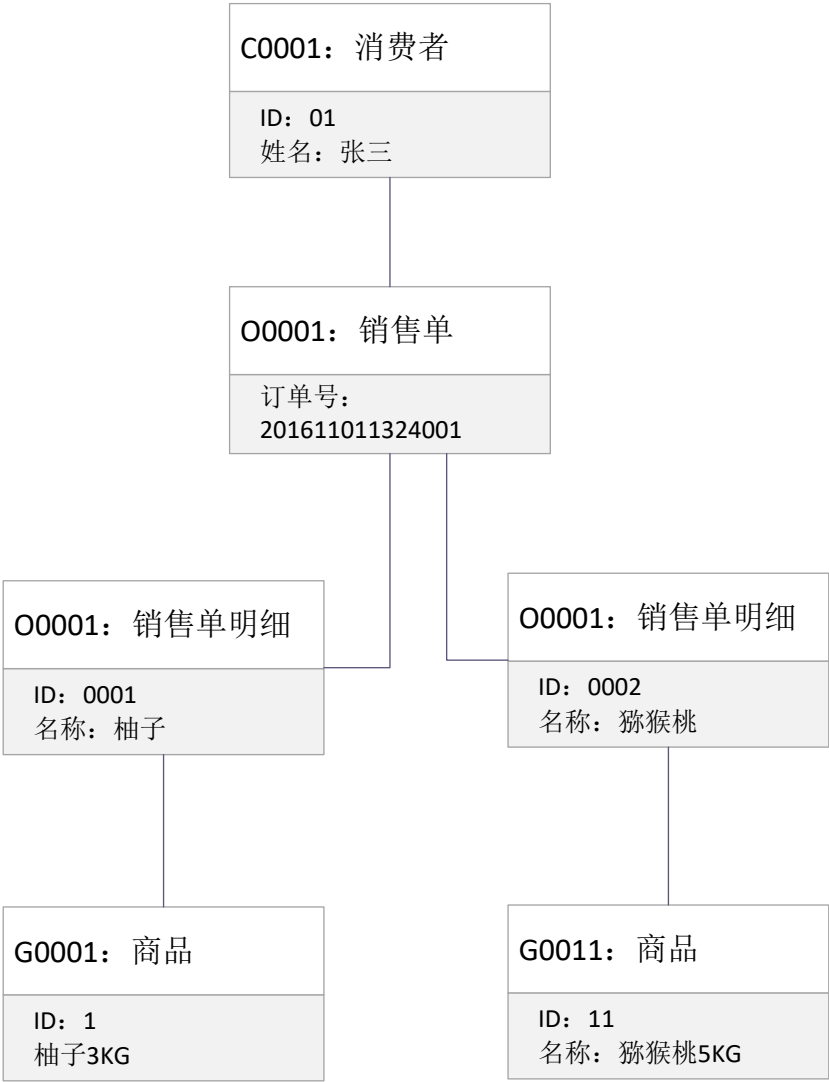 C0001：消费者
ID：01
姓名：张三
O0001：销售单
订单号：
201611011324001
O0001：销售单明细
ID：0001
名称：柚子
O0001：销售单明细
ID：0002
名称：猕猴桃
G0001：商品
ID：1
柚子3KG
G0011：商品
ID：11
名称：猕猴桃5KG